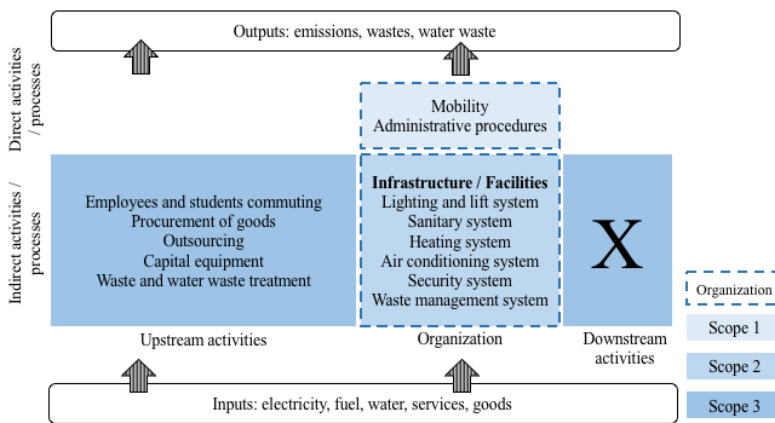 Outputs: emissions, wastes, water waste
Direct activities
/ processes
Mobility
Administrative procedures
Indirect activities /
processes
Employees and students commuting
Procurement of goods
Outsourcing
Capital equipment
Waste and water waste treatment
Infrastructure / Facilities
Lighting and lift system
Sanitary system
Heating system
Air conditioning system
Security system
Waste management system
X
Upstream activities
Organization
Downstream
activities
Inputs: electricity, fuel, water, services, goods
Organization
Scope 1
Scope 2
Scope 3